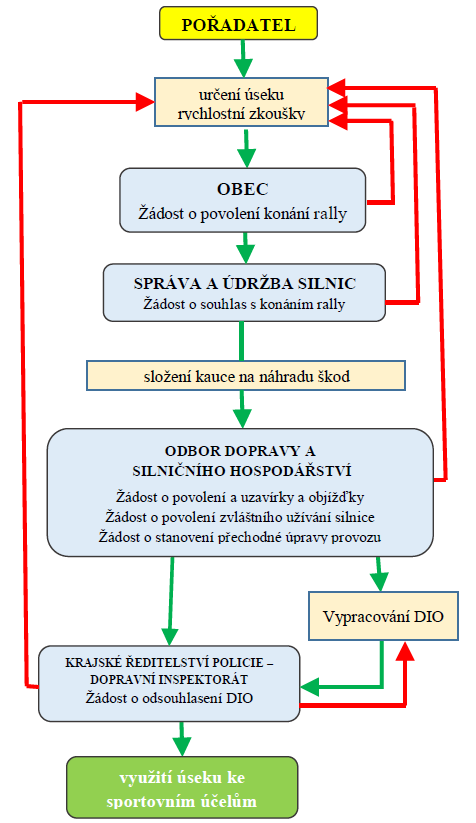 POŘADATEL
určení úseku
rychlostní zkoušky
OBEC
Žádost o povolení konání rally
SPRÁVA A ÚDRŽBA SILNIC
Žádost o souhlas s konáním rally
složení kauce na náhradu škod
ODBOR DOPRAVY A
SILNIČNÍHO HOSPODÁŘSTVÍ
Žádost o povolení a uzavírky a objížďky
Žádost o povolení zvláštního užívání silnice
Žádost o stanovení přechodné úpravy provozu
Vypracování DIO
KRAJSKÉ ŘEDITELSTVÍ POLICIE –
DOPRAVNÍ INSPEKTORÁT
Žádost o odsouhlasení DIO
využití úseku ke
sportovním účelům